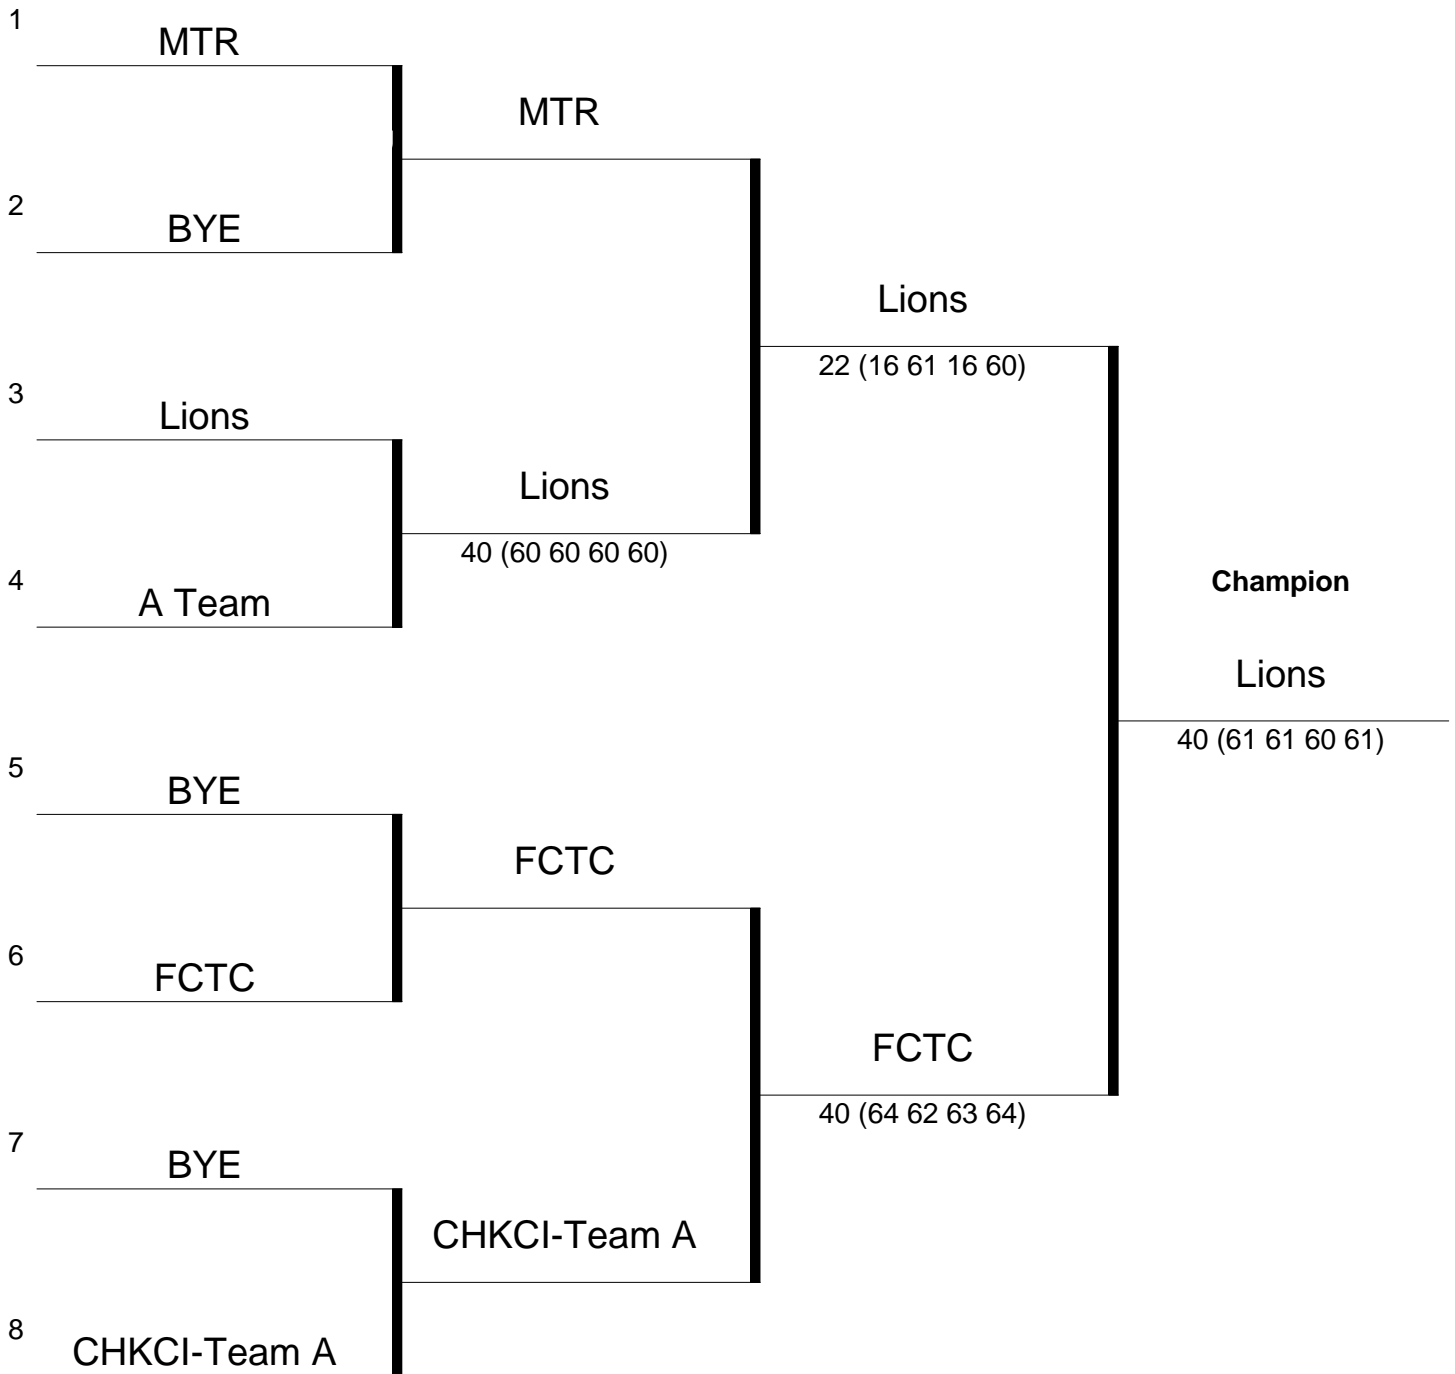 1
MTR
MTR
2
BYE
Lions
22 (16 61 16 60)
3
Lions
Lions
40 (60 60 60 60)
4
A Team
Champion
Lions
40 (61 61 60 61)
5
BYE
FCTC
6
FCTC
FCTC
40 (64 62 63 64)
7
BYE
CHKCI-Team A
8
CHKCI-Team A